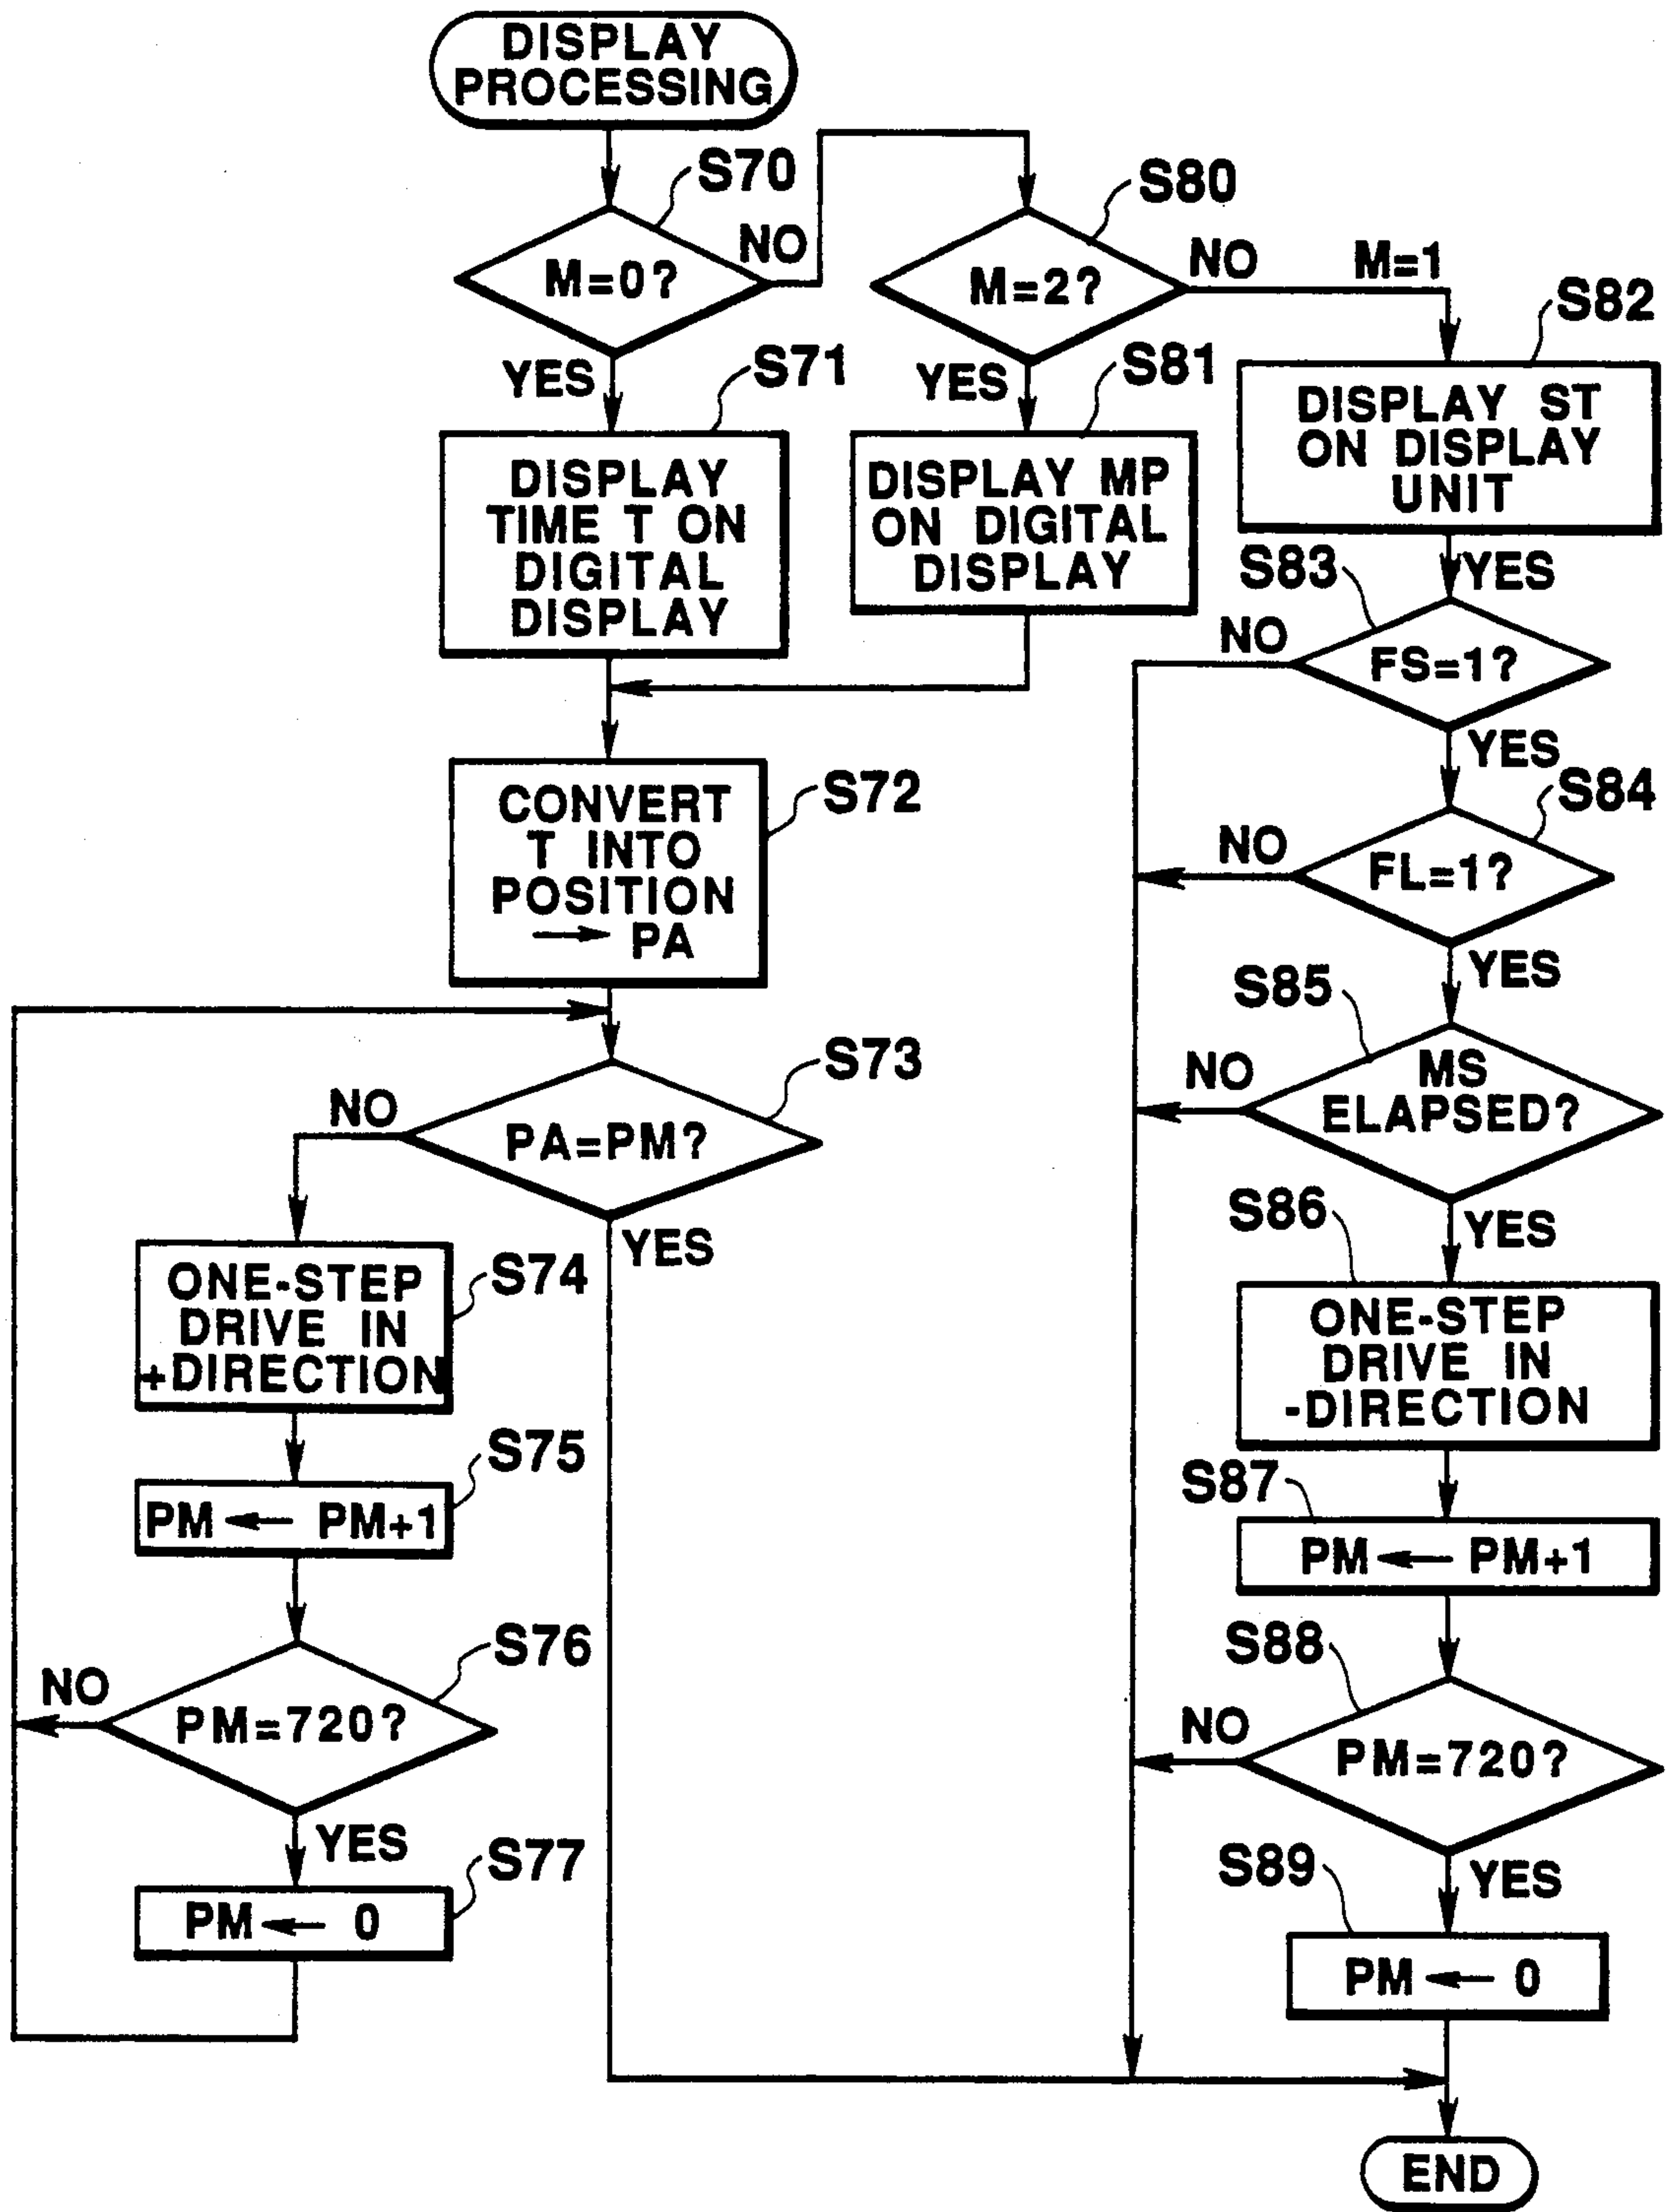 DISPLAY
PROCESSING
S70
M=0?
NO
YES
S80
M=2?
NO
M=1
YES
S71
DISPLAY
TIME T ON
DIGITAL
DISPLAY
S81
DISPLAY MP
ON DIGITAL
DISPLAY
S82
DISPLAY ST
ON DISPLAY
UNIT
YES
S72
CONVERT
T INTO
POSITION
→ PA
S73
PA=PM?
NO
YES
S74
ONE-STEP
DRIVE IN
+DIRECTION
S75
PM ← PM+1
S76
PM=720?
NO
YES
S77
PM ← 0
S83
FS=1?
NO
YES
S84
FL=1?
NO
YES
S85
MS
ELAPSED?
NO
YES
S86
ONE-STEP
DRIVE IN
-DIRECTION
S87
PM ← PM+1
S88
PM=720?
NO
YES
S89
PM ← 0
END